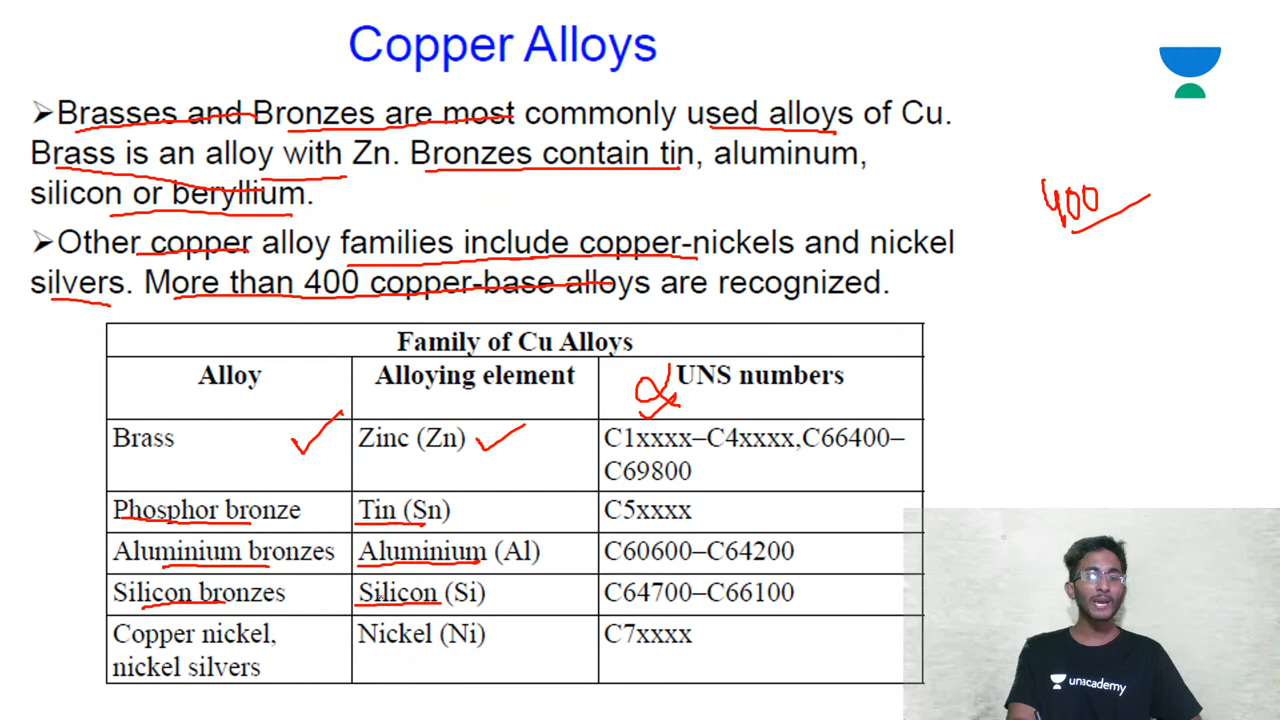 Copper Alloys
➢Brasses and Bronzes are most commonly used alloys of Cu.
Brass is an alloy with Zn. Bronzes contain tin, aluminum,
silicon or beryllium.
➢Other copper alloy families include copper-nickels and nickel
silvers. More than 400 copper-base alloys are recognized.
400
Family of Cu Alloys
Alloy Alloying element UNS numbers
Brass Zinc (Zn) C1xxxx–C4xxxx,C66400–
C69800
Phosphor bronze Tin (Sn) C5xxxx
Aluminium bronzes Aluminium (Al) C60600–C64200
Silicon bronzes Silicon (Si) C64700–C66100
Copper nickel, Nickel (Ni) C7xxxx
nickel silvers
unacademy